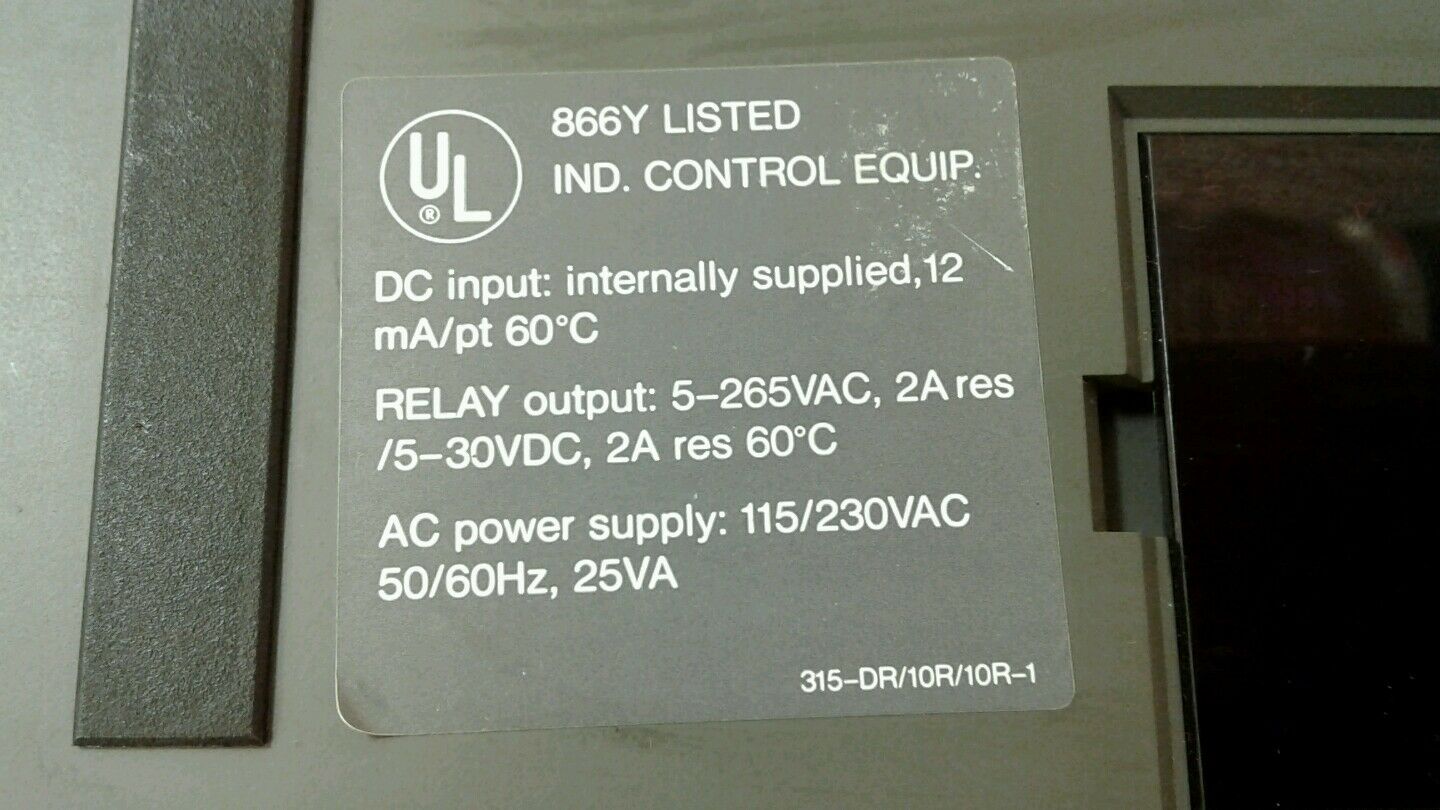 UL ® 866Y LISTED
IND. CONTROL EQUIP.
DC input: internally supplied,12
mA/pt 60°C
RELAY output: 5–265VAC, 2A res
/5–30VDC, 2A res 60°C
AC power supply: 115/230VAC
50/60Hz, 25VA
315–DR/10R/10R–1